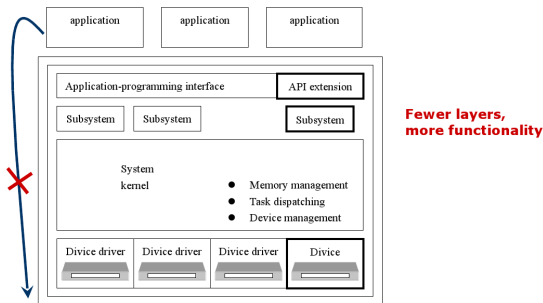 application
application
application
Application-programming interface
API extension
Subsystem
Subsystem
Subsystem
System
kernel
● Memory management
● Task dispatching
● Device management
Divice driver
Divice driver
Divice driver
Divice
Fewer layers,
more functionality